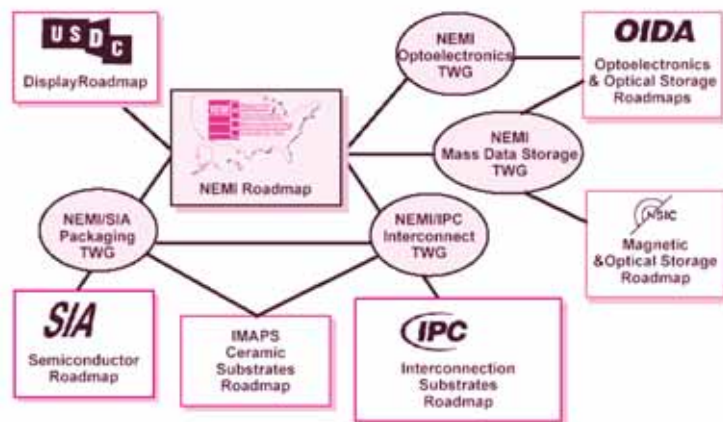 USDC
DisplayRoadmap
NEMI
Optoelectronics
TWG
OIDA
Optoelectronics
& Optical Storage
Roadmaps
NEMI Roadmap
NEMI
Mass Data Storage
TWG
NEMI/SIA
Packaging
TWG
NEMI/IPC
Interconnect
TWG
NSIC
Magnetic
&Optical Storage
Roadmap
SIA
Semiconductor
Roadmap
IMAPS
Ceramic
Substrates
Roadmap
IPC
Interconnection
Substrates
Roadmap